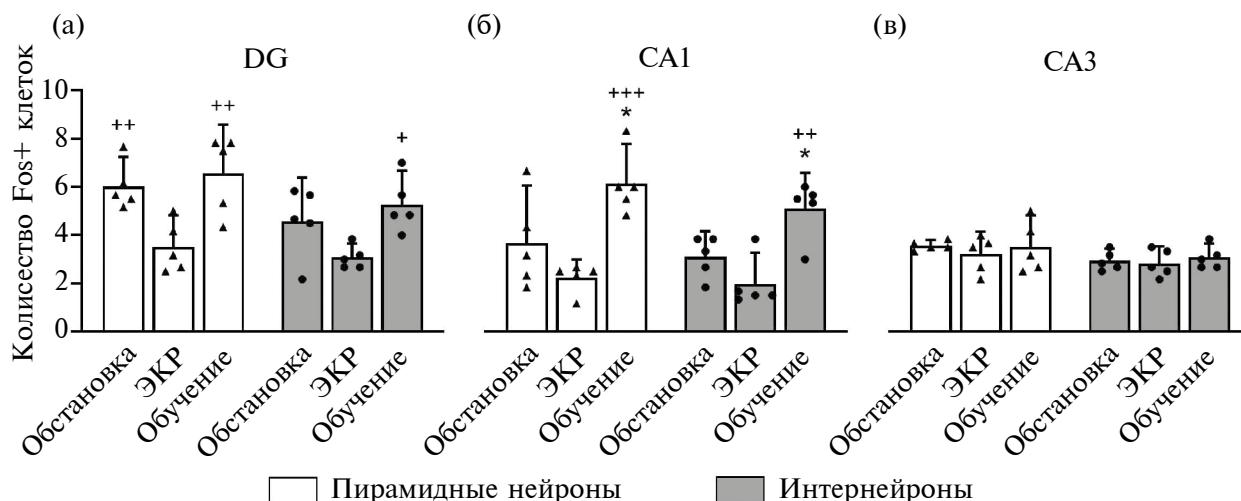 (а)
(б)
(в)
DG
CA1
CA3
Колиссество Fos+ клеток
10
8
6
4
2
0
++
++
+
+++
*
++
*
Обстановка
ЭКР
Обучение
Обстановка
ЭКР
Обучение
Обстановка
ЭКР
Обучение
Обстановка
ЭКР
Обучение
Обстановка
ЭКР
Обучение
Обстановка
ЭКР
Обучение
Пирамидные нейроны
Интернейроны